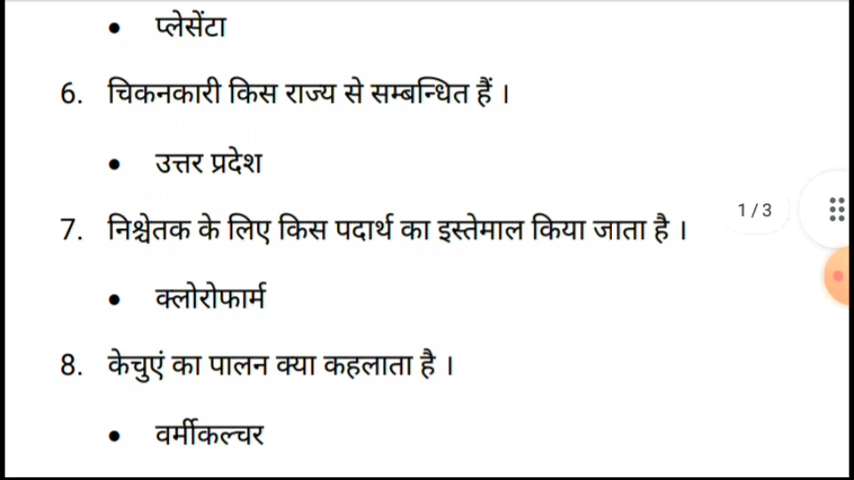 • प्लेसेंटा
6. चिकनकारी किस राज्य से सम्बन्धित हैं ।
• उत्तर प्रदेश
7. निश्चेतक के लिए किस पदार्थ का इस्तेमाल किया जाता है ।
1 / 3
• क्लोरोफार्म
8. केचुएं का पालन क्या कहलाता है ।
• वर्मीकल्चर